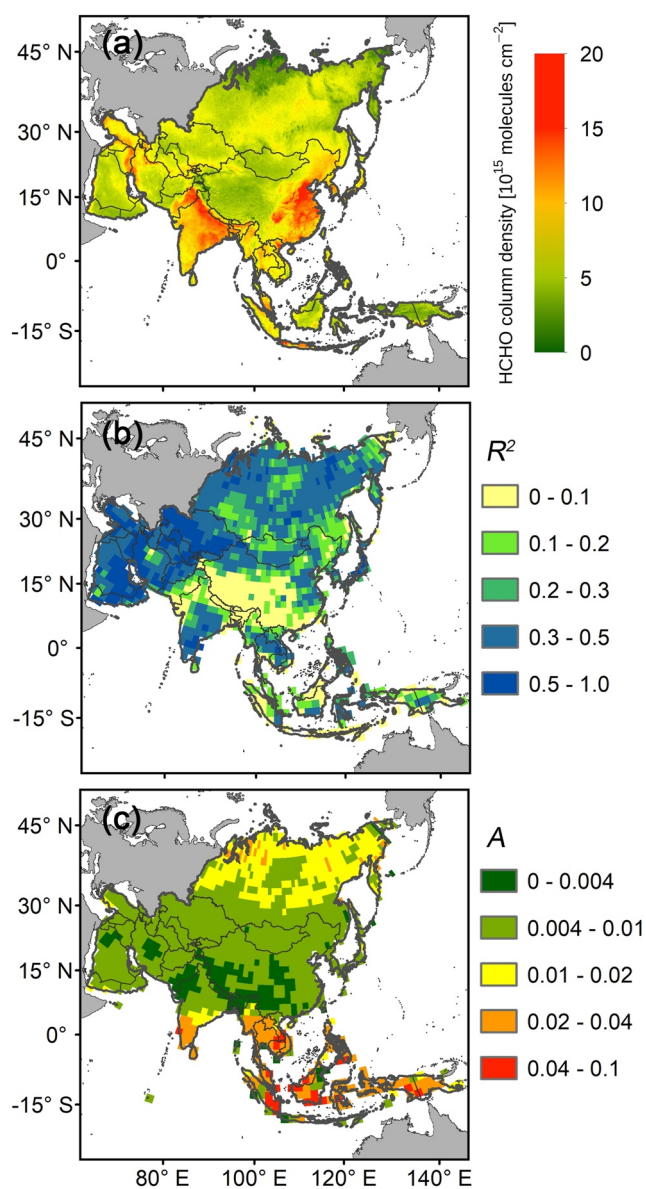 (a)
45° N
30° N
15° N
0°
-15° S
HCHO column density [10¹⁵ molecules cm⁻²]
20
15
10
5
0
(b)
45° N
30° N
15° N
0°
-15° S
R²
0 - 0.1
0.1 - 0.2
0.2 - 0.3
0.3 - 0.5
0.5 - 1.0
(c)
45° N
30° N
15° N
0°
-15° S
80° E 100° E 120° E 140° E
A
0 - 0.004
0.004 - 0.01
0.01 - 0.02
0.02 - 0.04
0.04 - 0.1